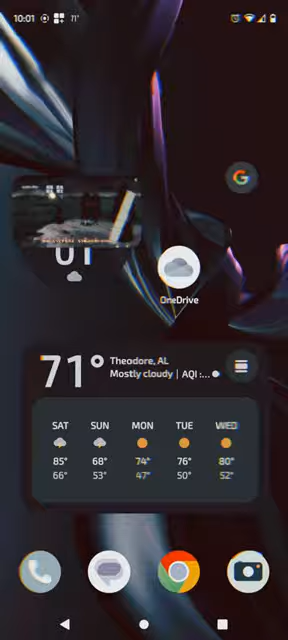 10:01 71°
01
OneDrive
71°
Theodore, AL
Mostly cloudy | AQI :...
SAT SUN MON TUE WED
85° 68° 74° 76° 80°
66° 53° 47° 50° 52°